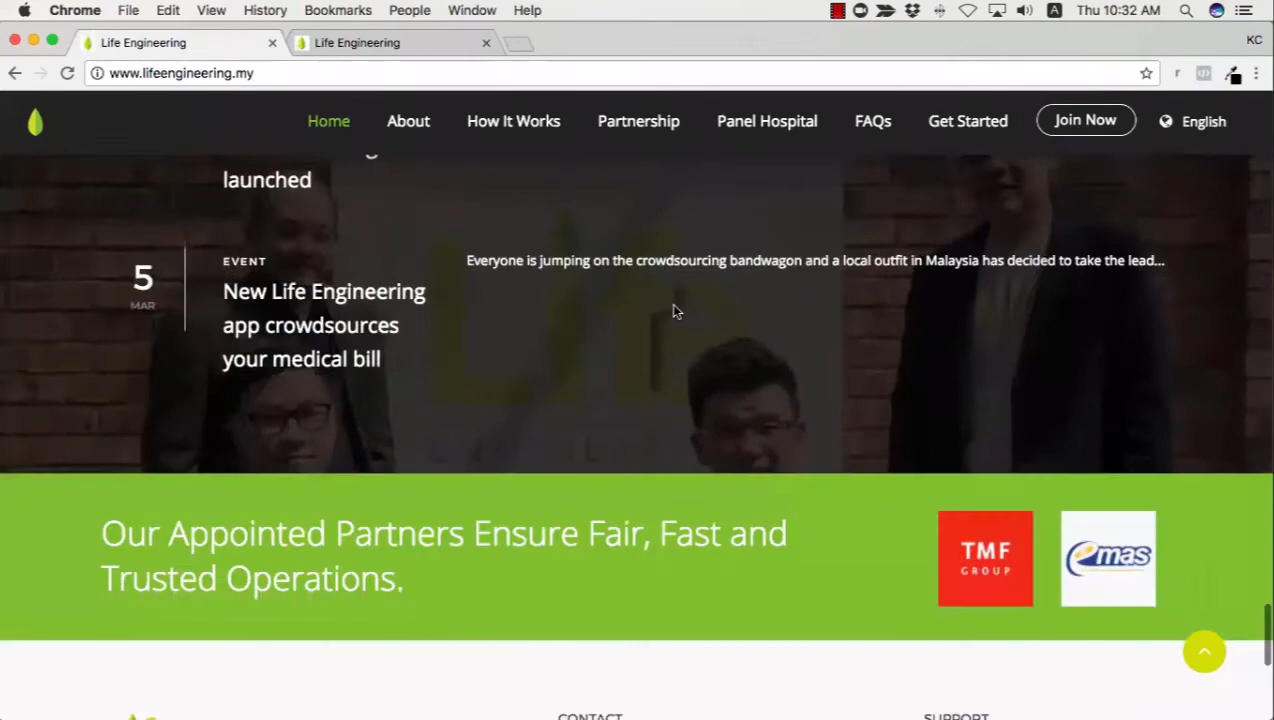 Chrome File Edit View History Bookmarks People Window Help A Thu 10:32 AM
Life Engineering Life Engineering KC
www.lifeengineering.my
Home About How It Works Partnership Panel Hospital FAQs Get Started Join Now English
launched
5
MAR
EVENT
New Life Engineering
app crowdsources
your medical bill
Everyone is jumping on the crowdsourcing bandwagon and a local outfit in Malaysia has decided to take the lead...
Our Appointed Partners Ensure Fair, Fast and
Trusted Operations.
TMF
GROUP
emas
CONTACT SUPPORT